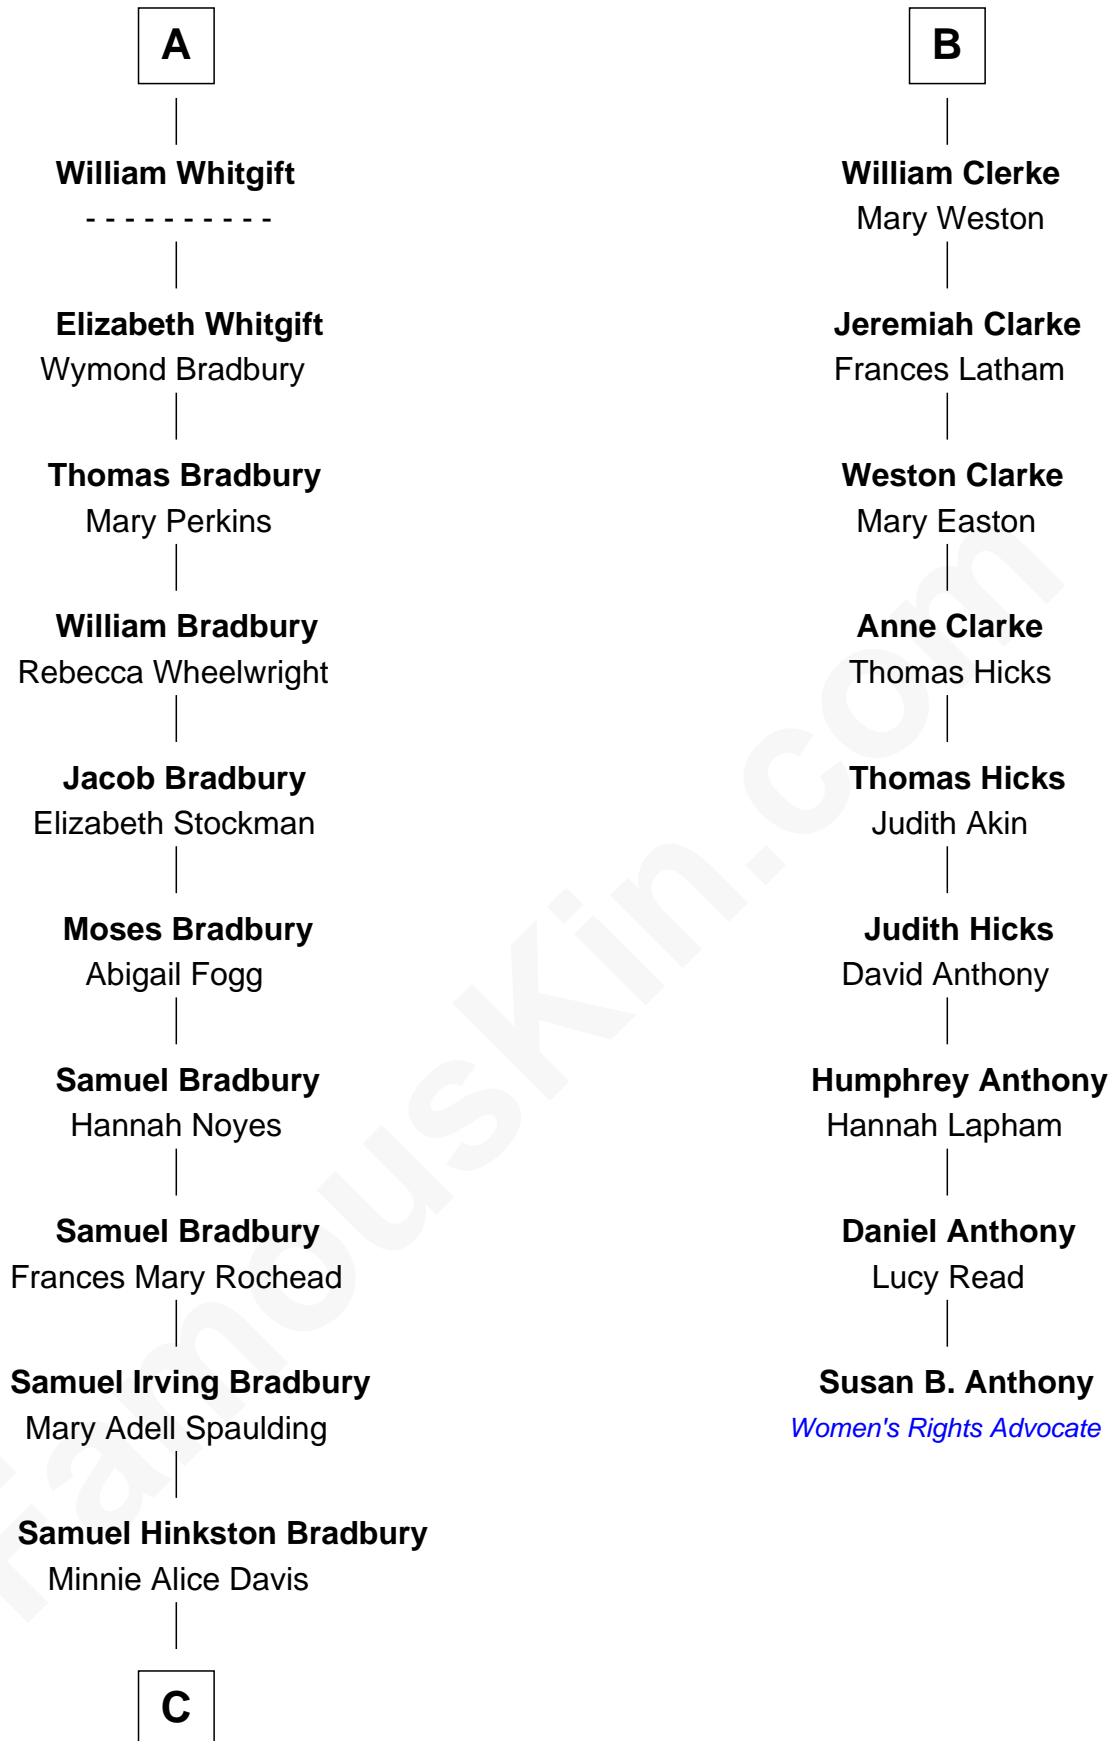 A
William Whitgift
- - - - - - - - - -
Elizabeth Whitgift
Wymond Bradbury
Thomas Bradbury
Mary Perkins
William Bradbury
Rebecca Wheelwright
Jacob Bradbury
Elizabeth Stockman
Moses Bradbury
Abigail Fogg
Samuel Bradbury
Hannah Noyes
Samuel Bradbury
Frances Mary Rochead
Samuel Irving Bradbury
Mary Adell Spaulding
Samuel Hinkston Bradbury
Minnie Alice Davis
C
B
William Clerke
Mary Weston
Jeremiah Clarke
Frances Latham
Weston Clarke
Mary Easton
Anne Clarke
Thomas Hicks
Thomas Hicks
Judith Akin
Judith Hicks
David Anthony
Humphrey Anthony
Hannah Lapham
Daniel Anthony
Lucy Read
Susan B. Anthony
Women's Rights Advocate
FamousKin.com